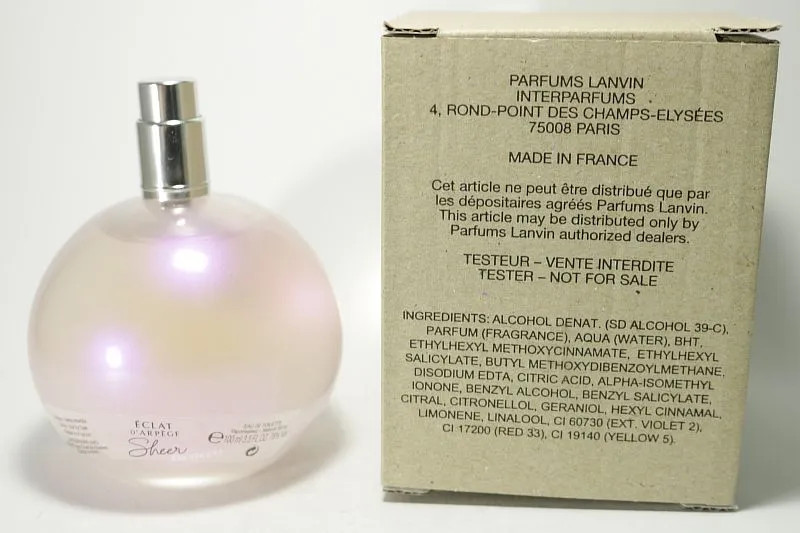 ÉCLAT
D'ARPÈGE
Sheer
EAU DE TOILETTE
100 ml 3.3 FL.OZ
PARFUMS LANVIN
INTERPARFUMS
4, ROND-POINT DES CHAMPS-ELYSÉES
75008 PARIS
MADE IN FRANCE
Cet article ne peut être distribué que par
les dépositaires agréés Parfums Lanvin.
This article may be distributed only by
Parfums Lanvin authorized dealers.
TESTEUR – VENTE INTERDITE
TESTER – NOT FOR SALE
INGREDIENTS: ALCOHOL DENAT. (SD ALCOHOL 39-C),
PARFUM (FRAGRANCE), AQUA (WATER), BHT,
ETHYLHEXYL METHOXYCINNAMATE, ETHYLHEXYL
SALICYLATE, BUTYL METHOXYDIBENZOYLMETHANE,
DISODIUM EDTA, CITRIC ACID, ALPHA-ISOMETHYL
IONONE, BENZYL ALCOHOL, BENZYL SALICYLATE,
CITRAL, CITRONELLOL, GERANIOL, HEXYL CINNAMAL,
LIMONENE, LINALOOL, CI 60730 (EXT. VIOLET 2),
CI 17200 (RED 33), CI 19140 (YELLOW 5).